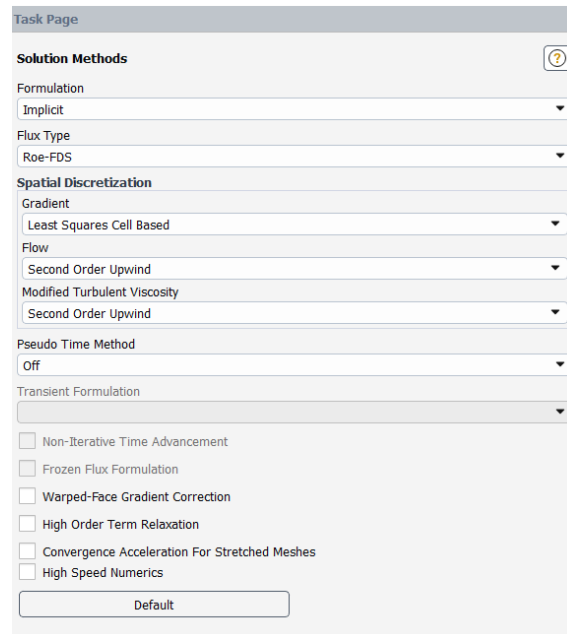 Task Page
Solution Methods
?
Formulation
Implicit
Flux Type
Roe-FDS
Spatial Discretization
Gradient
Least Squares Cell Based
Flow
Second Order Upwind
Modified Turbulent Viscosity
Second Order Upwind
Pseudo Time Method
Off
Transient Formulation
Non-Iterative Time Advancement
Frozen Flux Formulation
Warped-Face Gradient Correction
High Order Term Relaxation
Convergence Acceleration For Stretched Meshes
High Speed Numerics
Default